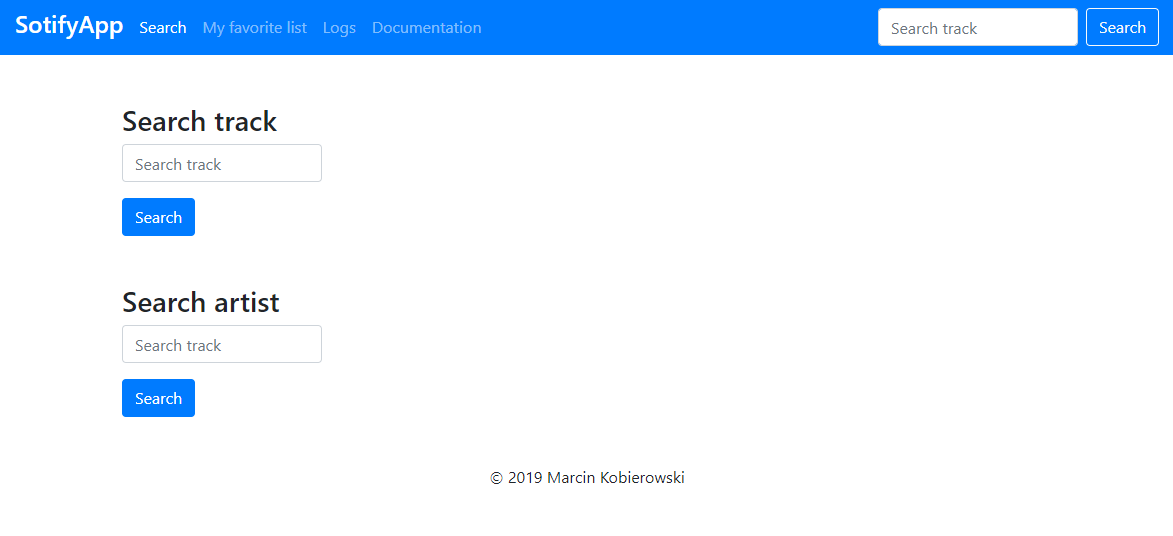 SotifyApp Search My favorite list Logs Documentation Search track Search
Search track
Search track
Search
Search artist
Search track
Search
© 2019 Marcin Kobierowski